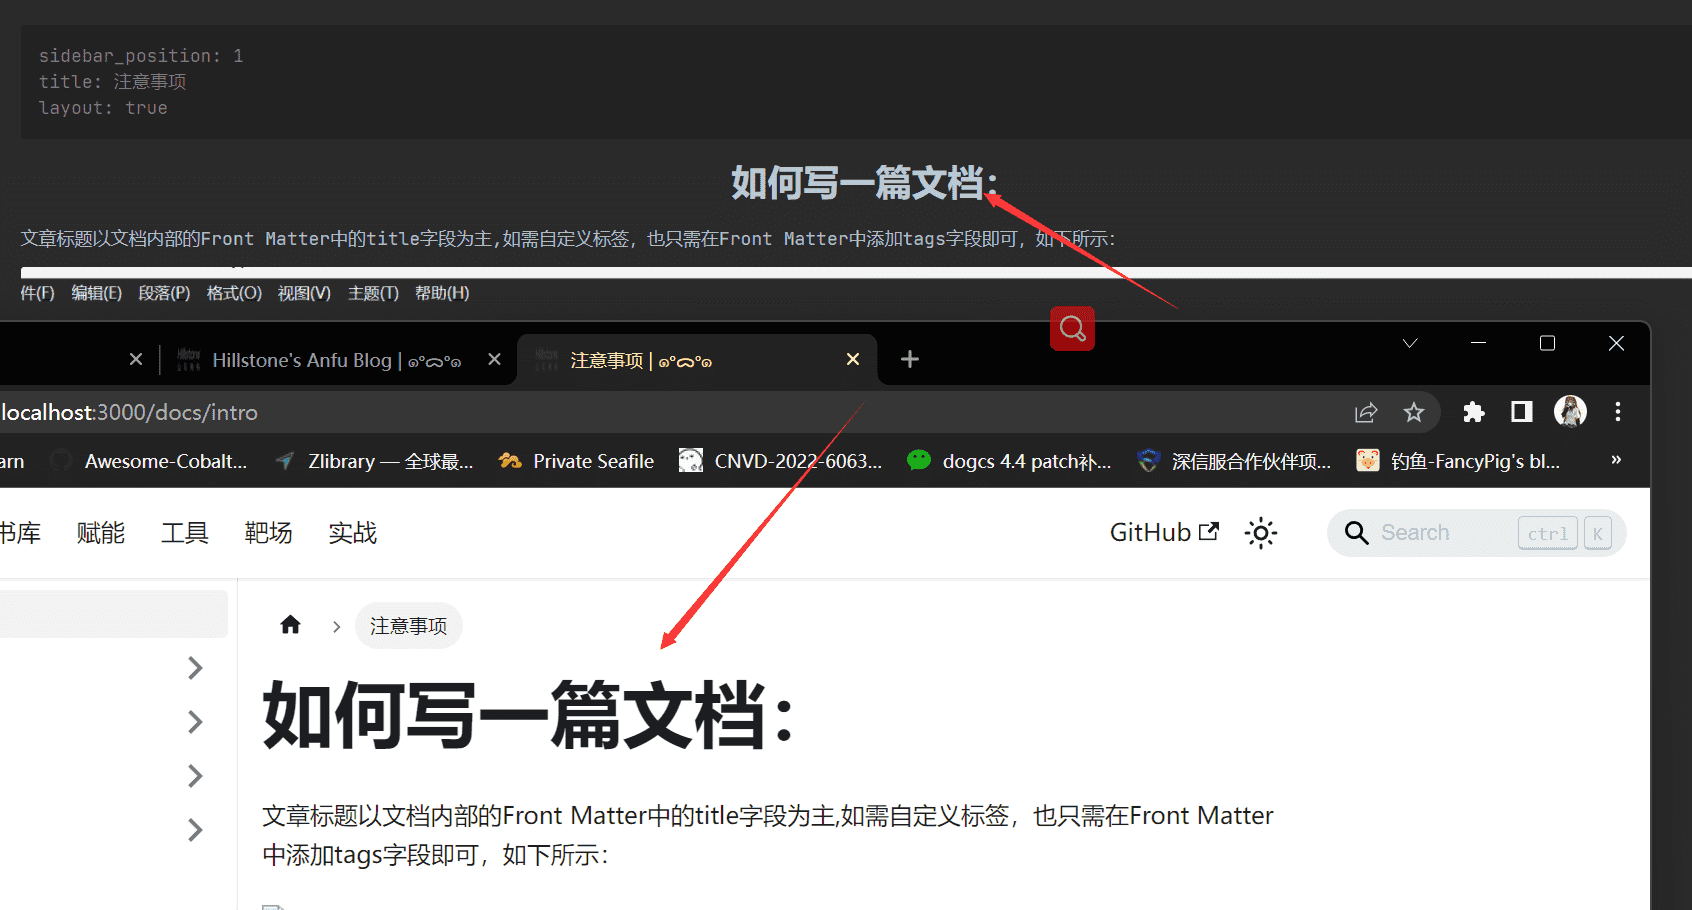 sidebar_position: 1
title: 注意事项
layout: true
如何写一篇文档：
文章标题以文档内部的Front Matter中的title字段为主,如需自定义标签，也只需在Front Matter中添加tags字段即可，如下所示：
件(F) 编辑(E) 段落(P) 格式(O) 视图(V) 主题(T) 帮助(H)
Hillstone's Anfu Blog | ๑°⌓°๑ 注意事项 | ๑°⌓°๑
localhost:3000/docs/intro
arn Awesome-Cobalt... Zlibrary — 全球最... Private Seafile CNVD-2022-6063... dogcs 4.4 patch补... 深信服合作伙伴项... 钓鱼-FancyPig's bl... »
书库 赋能 工具 靶场 实战 GitHub Search ctrl K
注意事项
如何写一篇文档：
文章标题以文档内部的Front Matter中的title字段为主,如需自定义标签，也只需在Front Matter
中添加tags字段即可，如下所示：